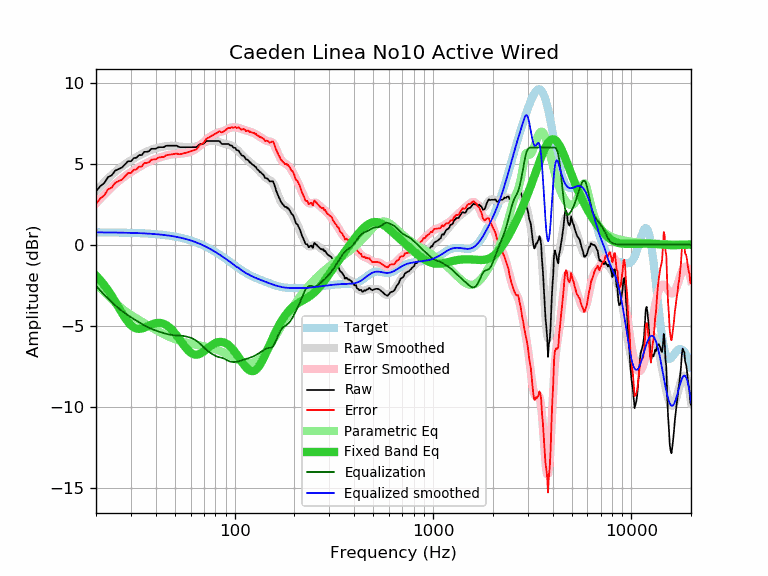 Caeden Linea No10 Active Wired
10
5
0
−5
−10
−15
Amplitude (dBr)
Target
Raw Smoothed
Error Smoothed
Raw
Error
Parametric Eq
Fixed Band Eq
Equalization
Equalized smoothed
100 1000 10000
Frequency (Hz)